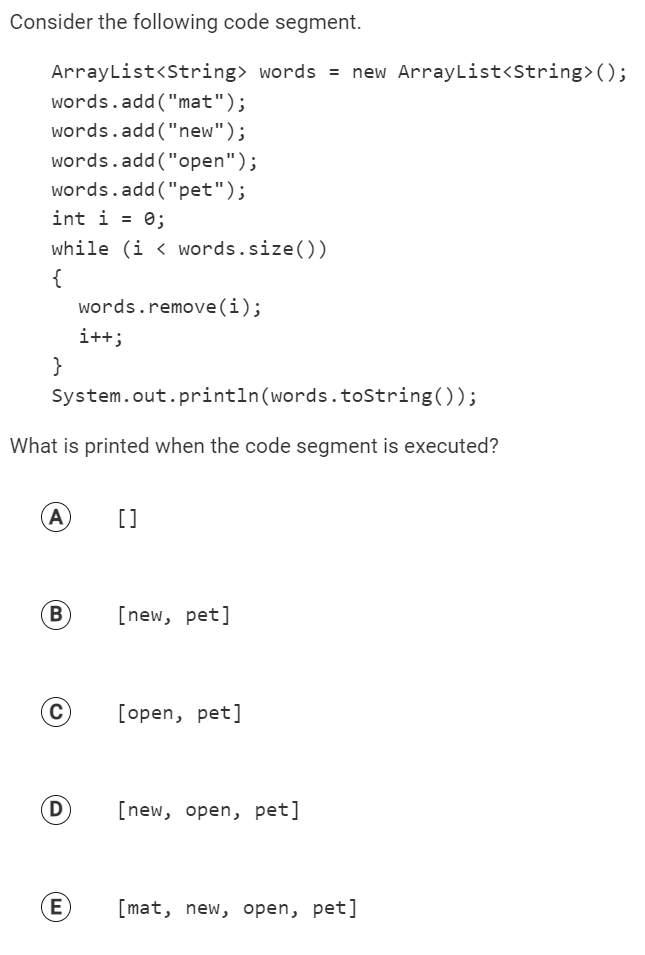 Consider the following code segment.
ArrayList<String> words = new ArrayList<String>();
words.add("mat");
words.add("new");
words.add("open");
words.add("pet");
int i = 0;
while (i < words.size())
{
words.remove(i);
i++;
}
System.out.println(words.toString());
What is printed when the code segment is executed?
A []
B [new, pet]
C [open, pet]
D [new, open, pet]
E [mat, new, open, pet]